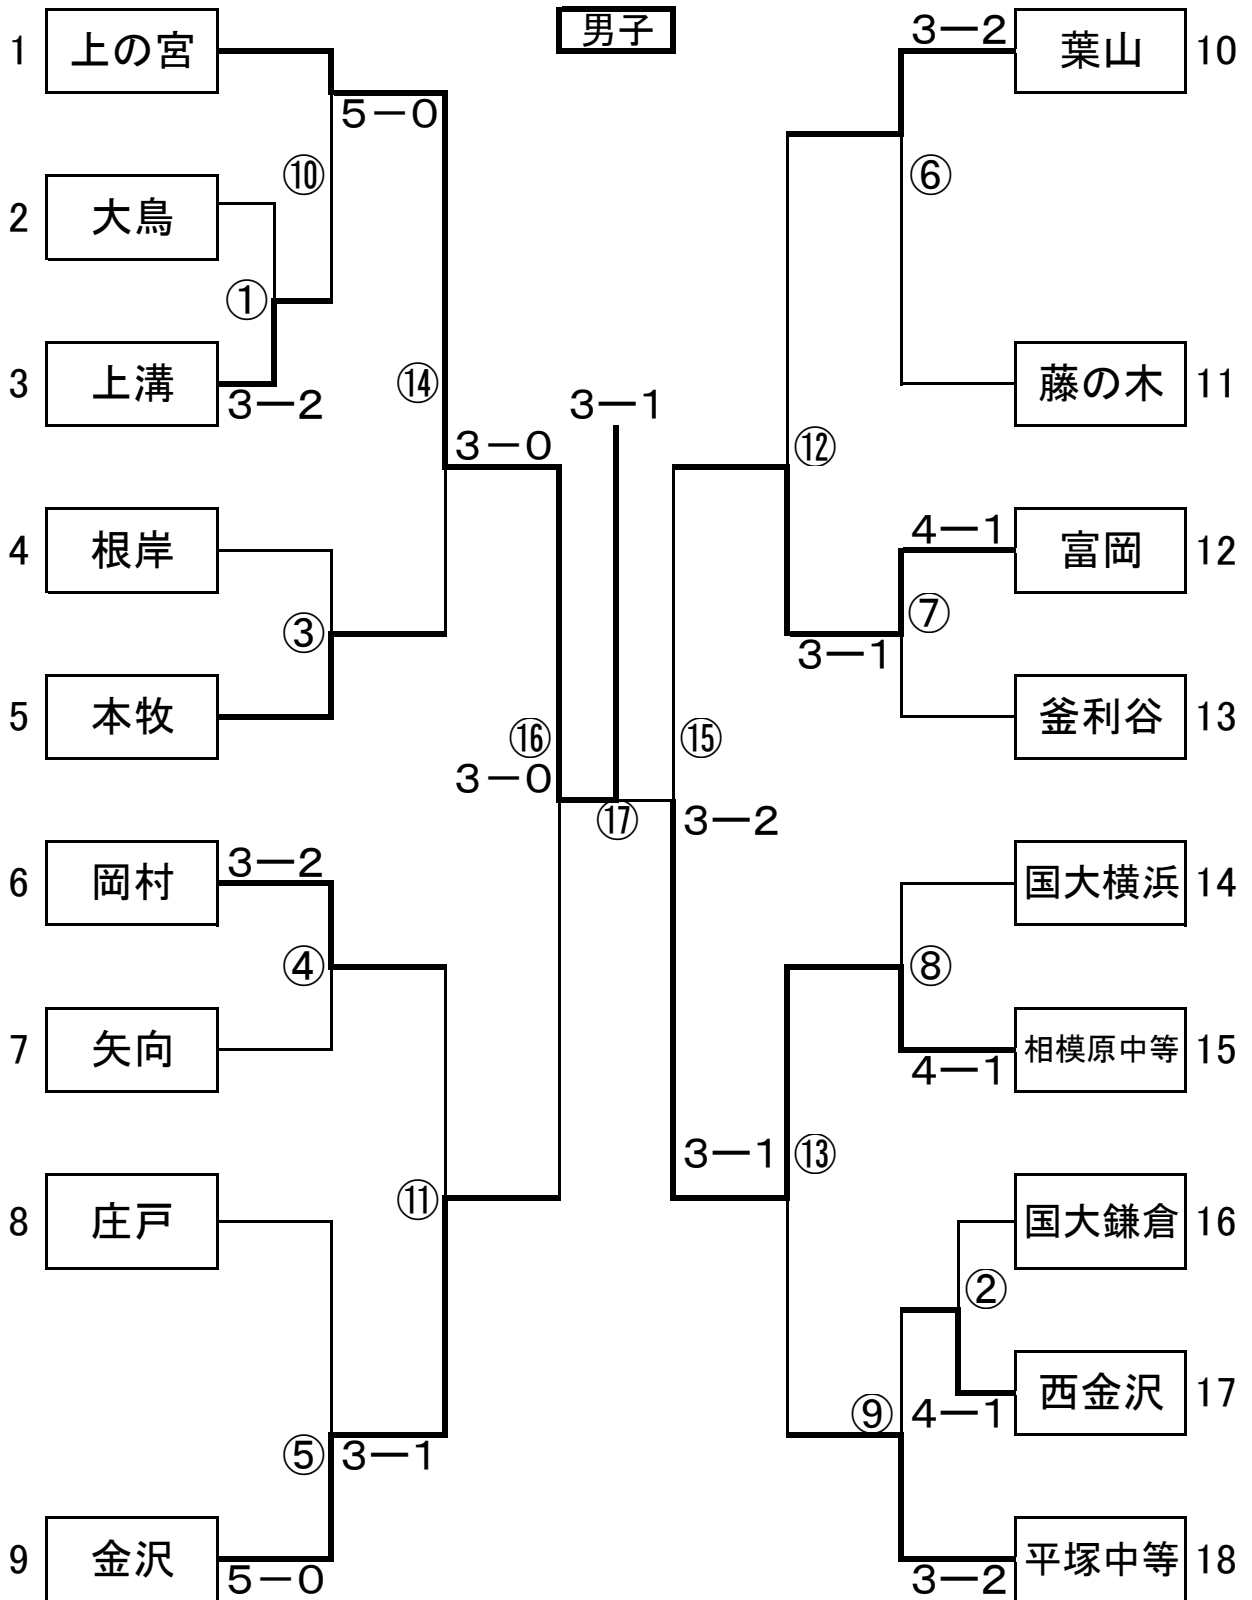 男子
1 上の宮
5－0
⑩
2 大鳥
①
3 上溝
3－2
⑭
3－0
4 根岸
③
5 本牧
⑯
3－0
6 岡村
3－2
④
7 矢向
8 庄戸
⑪
⑤
3－1
9 金沢
5－0
3－1
⑰
3－2
葉山 10
⑥
藤の木 11
⑫
4－1
富岡 12
⑦
3－1
釜利谷 13
⑮
3－2
国大横浜 14
⑧
相模原中等 15
4－1
3－1
⑬
国大鎌倉 16
②
西金沢 17
4－1
⑨
平塚中等 18
3－2